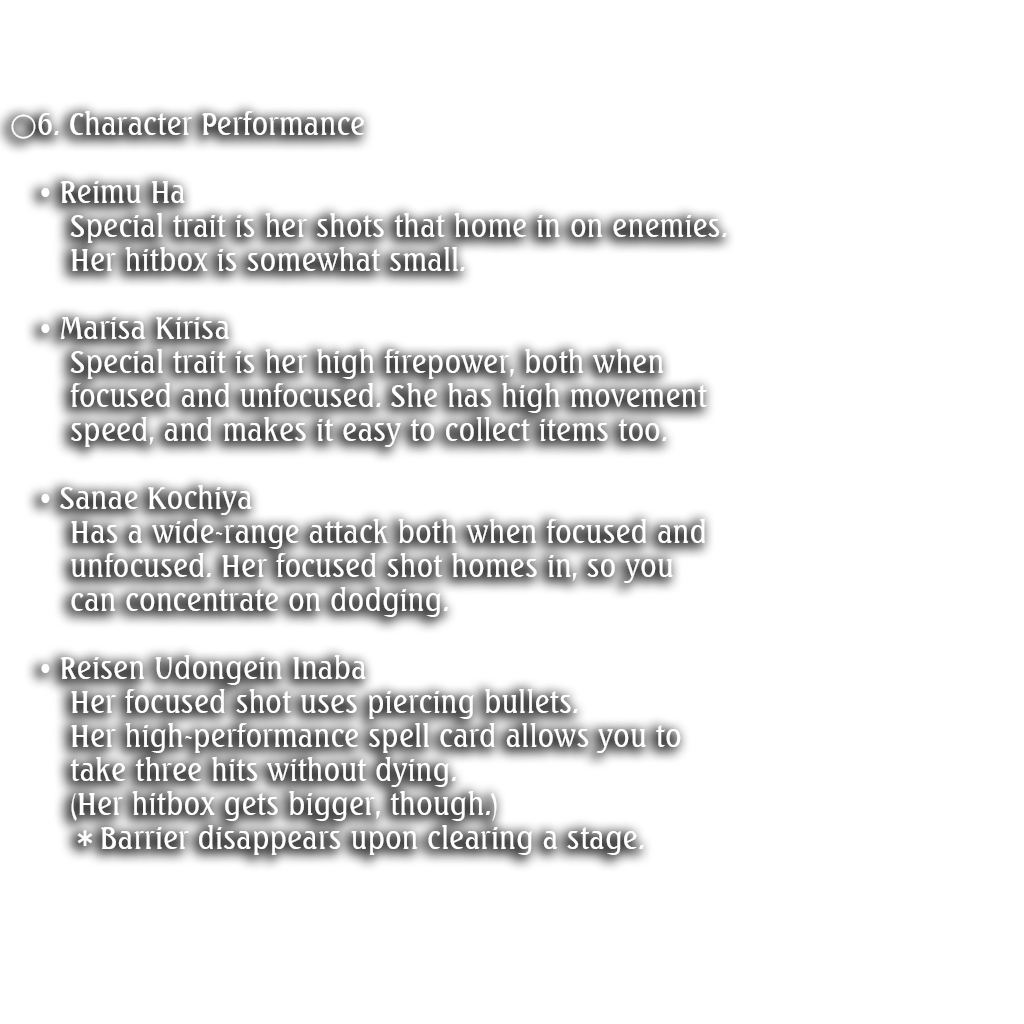 ○6. Character Performance
• Reimu Ha
Special trait is her shots that home in on enemies.
Her hitbox is somewhat small.
• Marisa Kirisa
Special trait is her high firepower, both when
focused and unfocused. She has high movement
speed, and makes it easy to collect items too.
• Sanae Kochiya
Has a wide-range attack both when focused and
unfocused. Her focused shot homes in, so you
can concentrate on dodging.
• Reisen Udongein Inaba
Her focused shot uses piercing bullets.
Her high-performance spell card allows you to
take three hits without dying.
(Her hitbox gets bigger, though.)
* Barrier disappears upon clearing a stage.